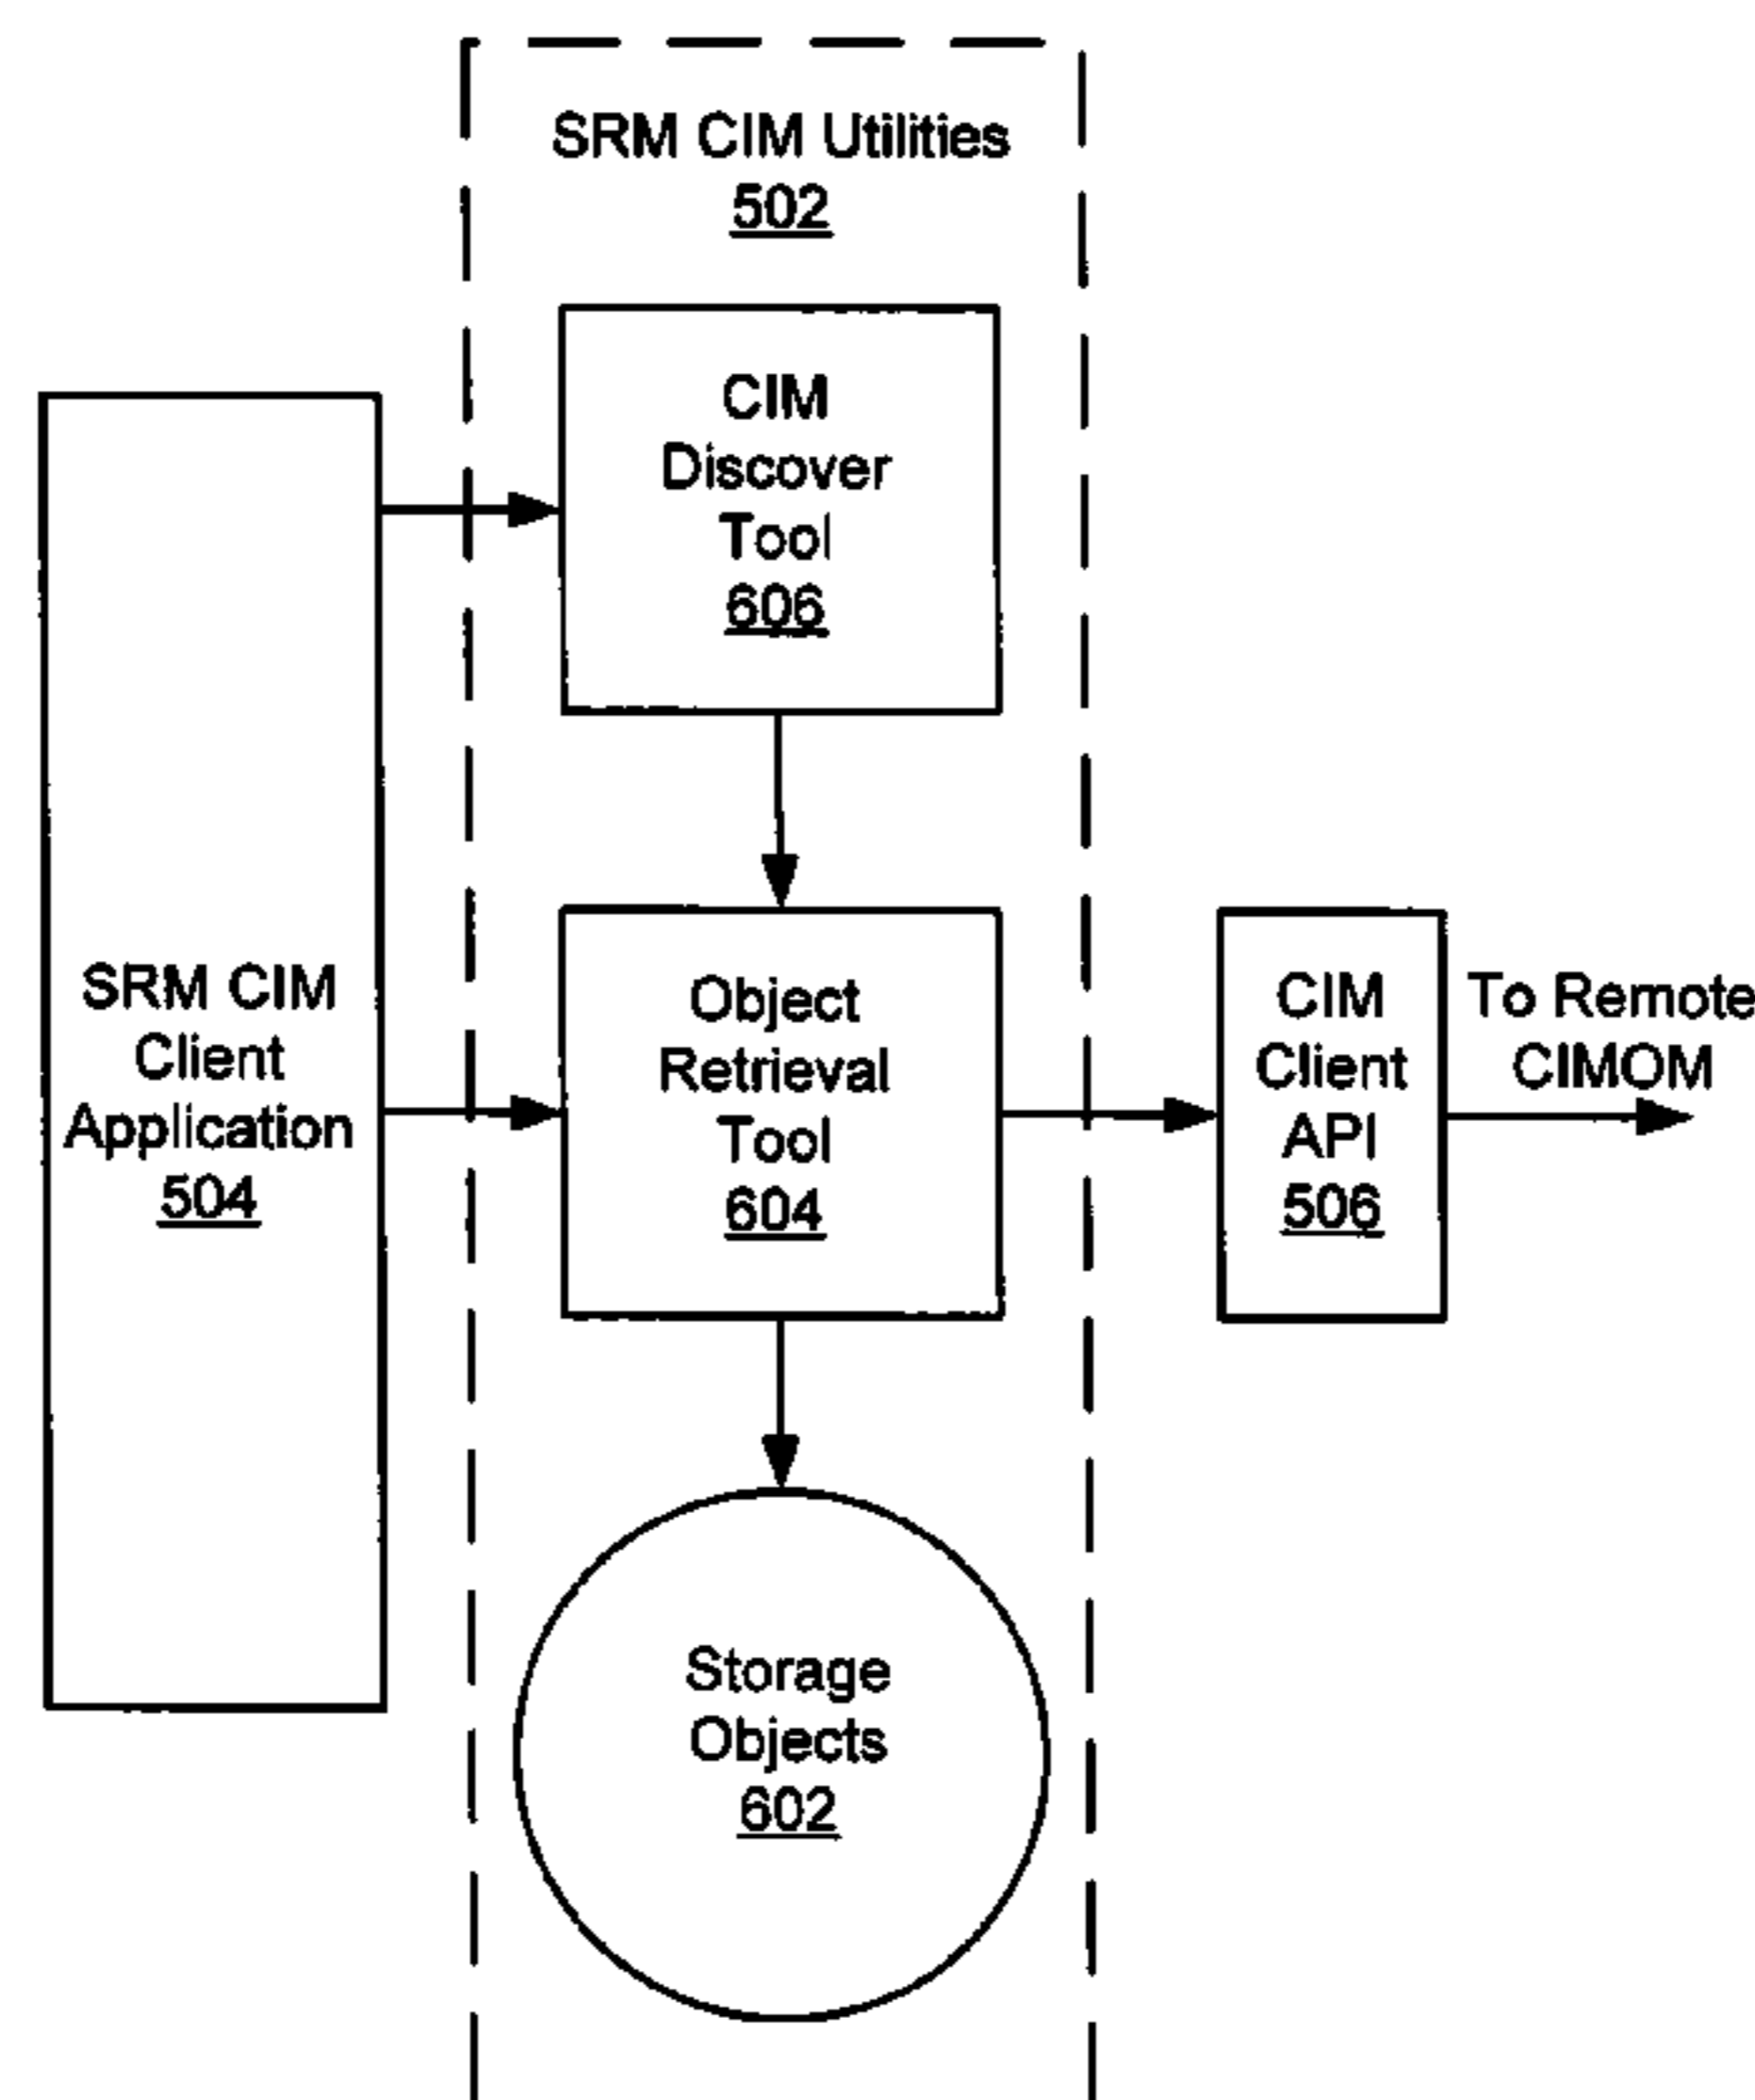 SRM CIM Utilities
502
CIM
Discover
Tool
606
SRM CIM
Client
Application
504
Object
Retrieval
Tool
604
CIM
Client
API
506
To Remote
CIMOM
Storage
Objects
602